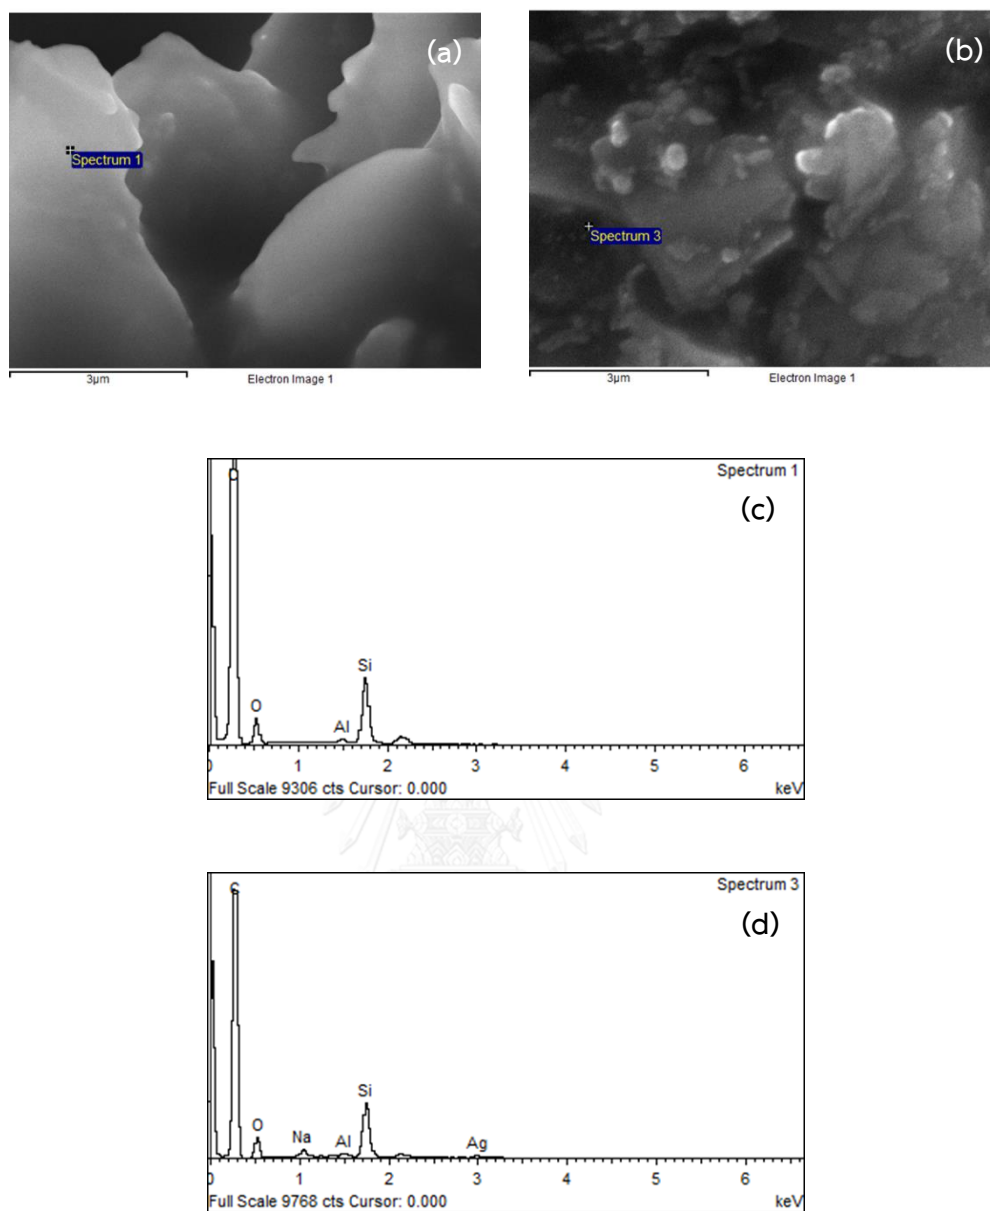 (a)
Spectrum 1
3µm
Electron Image 1
(b)
Spectrum 3
3µm
Electron Image 1
Spectrum 1
(c)
O
Al
Si
0 1 2 3 4 5 6
Full Scale 9306 cts Cursor: 0.000 keV
Spectrum 3
(d)
C
O
Na
Al
Si
Ag
0 1 2 3 4 5 6
Full Scale 9768 cts Cursor: 0.000 keV